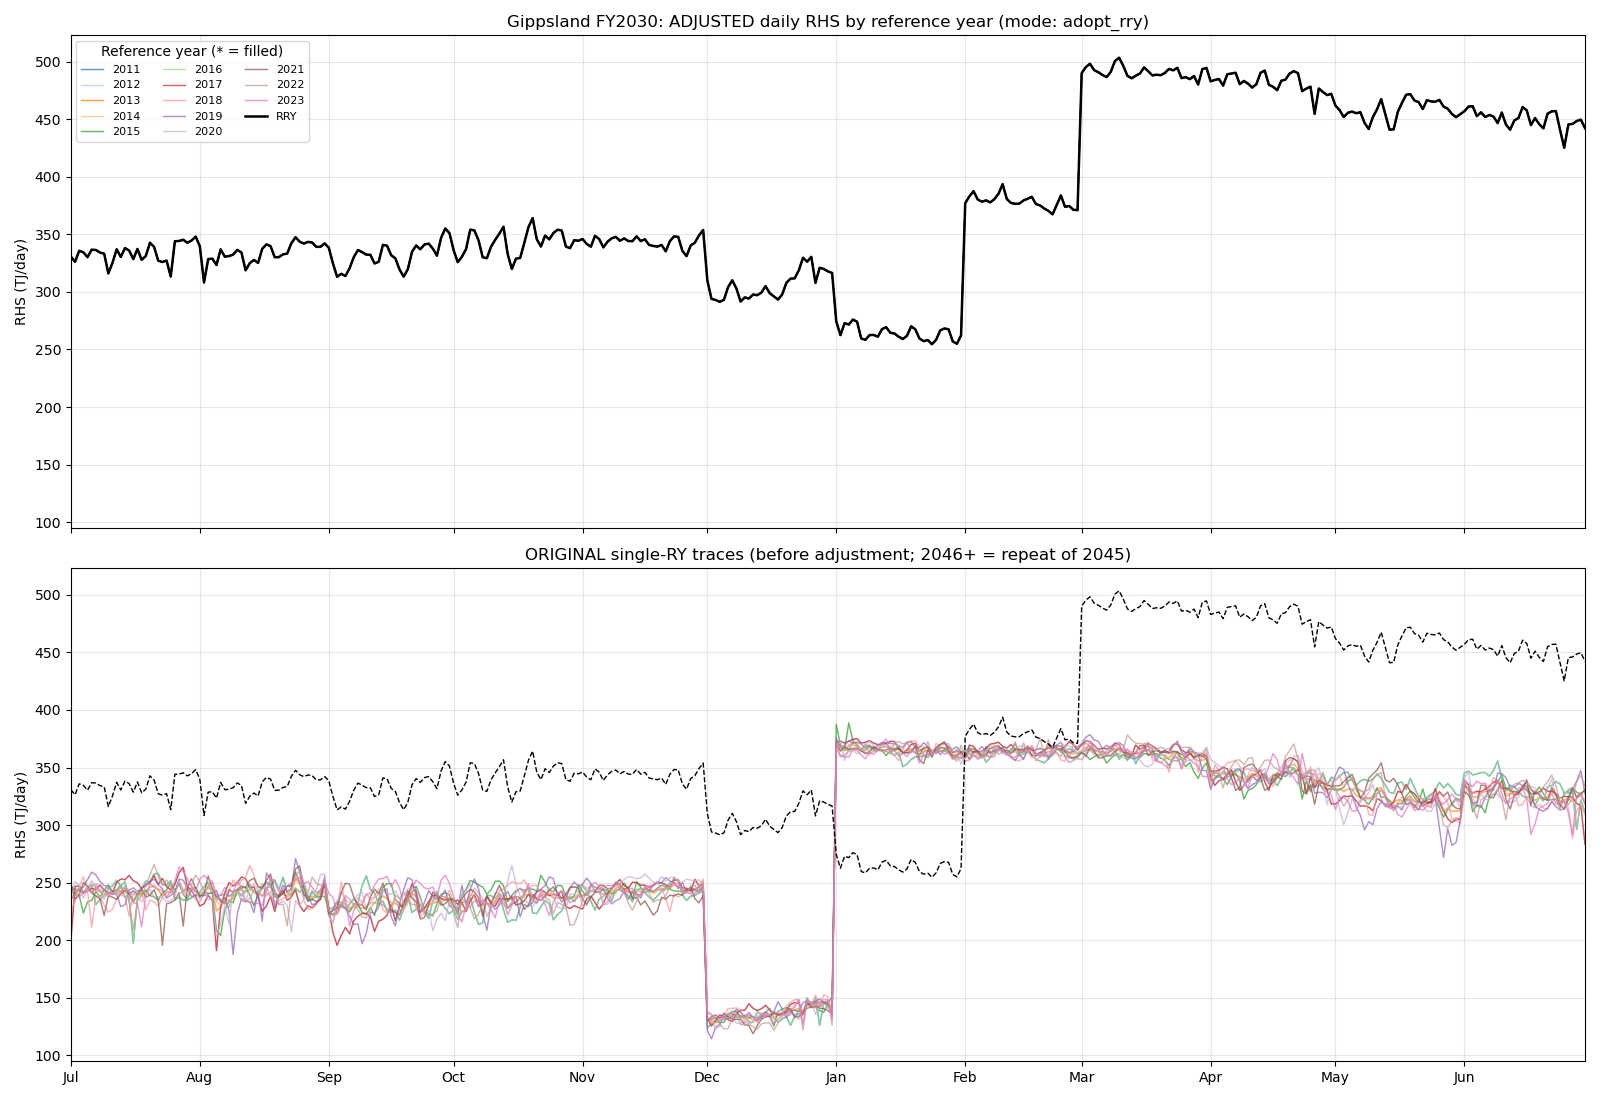 Gippsland FY2030: ADJUSTED daily RHS by reference year (mode: adopt_rry)
Reference year (* = filled)
2011 2016 2021
2012 2017 2022
2013 2018 2023
2014 2019 RRY
2015 2020
500
450
400
350
300
250
200
150
100
RHS (TJ/day)
ORIGINAL single-RY traces (before adjustment; 2046+ = repeat of 2045)
500
450
400
350
300
250
200
150
100
RHS (TJ/day)
Jul Aug Sep Oct Nov Dec Jan Feb Mar Apr May Jun